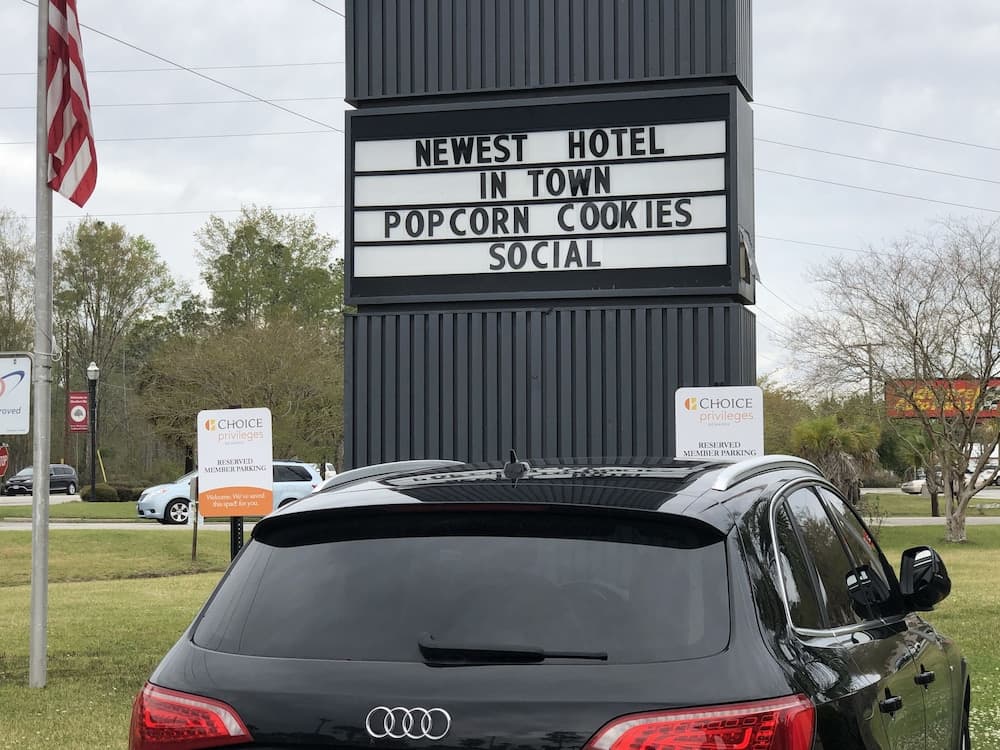 NEWEST HOTEL
IN TOWN
POPCORN COOKIES
SOCIAL
CHOICE
privileges
RESERVED
MEMBER PARKING
Welcome. We've saved
this spot for you.
CHOICE
privileges
RESERVED
MEMBER PARKING
roved